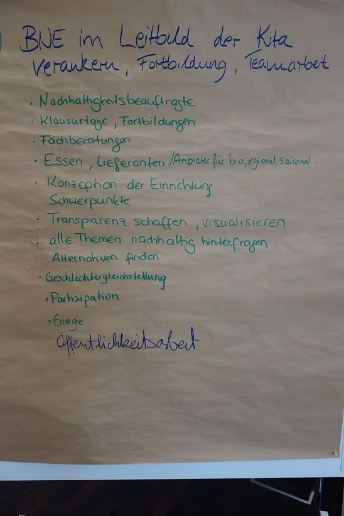 BNE im Leitbild der Kita
verankern, Fortbildung, Teamarbeit
· Nachhaltigkeitsbeauftragte
· Klausurtage, Fortbildungen
· Fachberatungen
· Essen, Lieferanten/Anbieter für bio, regional, saisonal
· Konzeption der Einrichtung
Schwerpunkte
· Transparenz schaffen, visualisieren
· alle Themen nachhaltig hinterfragen
Alternativen finden
· Geschlechtergleichstellung
· Partizipation
· Energie
· Öffentlichkeitsarbeit